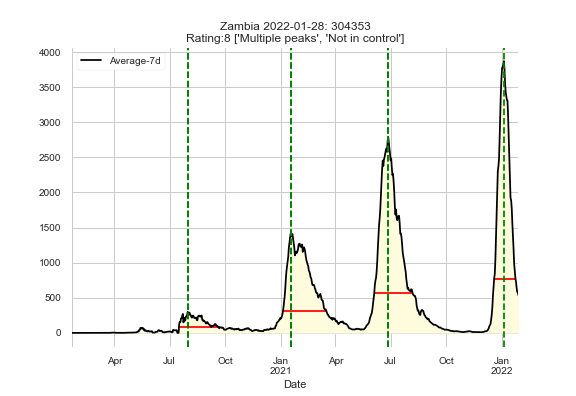 Zambia 2022-01-28: 304353
Rating:8 ['Multiple peaks', 'Not in control']
Average-7d
4000
3500
3000
2500
2000
1500
1000
500
0
Apr
Jul
Oct
Jan
2021
Apr
Jul
Oct
Jan
2022
Date